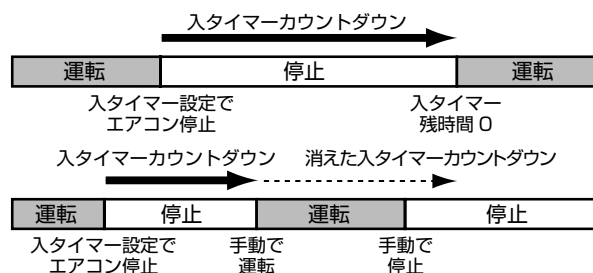 入タイマーカウントダウン
運転 停止 運転
入タイマー設定で
エアコン停止
入タイマー
残時間 0
入タイマーカウントダウン 消えた入タイマーカウントダウン
運転 停止 運転 停止
入タイマー設定で
エアコン停止
手動で
運転
手動で
停止